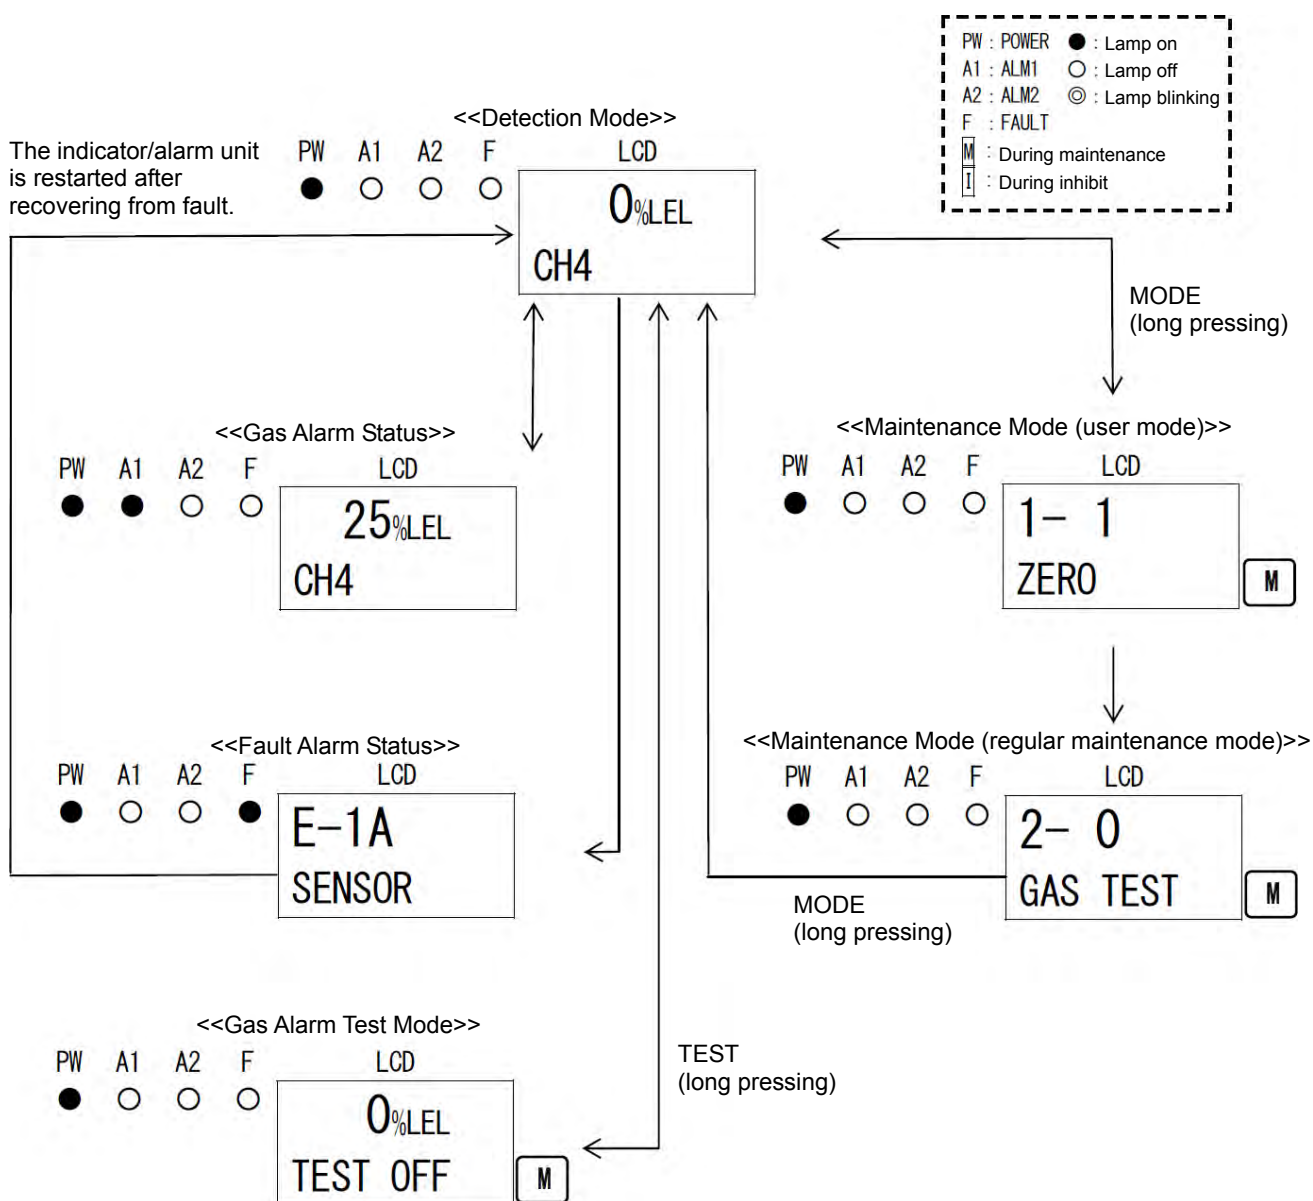 PW : POWER ● : Lamp on
A1 : ALM1 ○ : Lamp off
A2 : ALM2 ◎ : Lamp blinking
F : FAULT
M : During maintenance
I : During inhibit
<<Detection Mode>>
The indicator/alarm unit
is restarted after
recovering from fault.
PW A1 A2 F LCD
0%LEL
CH4
MODE
(long pressing)
<<Gas Alarm Status>>
PW A1 A2 F LCD
25%LEL
CH4
<<Maintenance Mode (user mode)>>
PW A1 A2 F LCD
1- 1
ZERO
M
<<Fault Alarm Status>>
PW A1 A2 F LCD
E-1A
SENSOR
<<Maintenance Mode (regular maintenance mode)>>
PW A1 A2 F LCD
2- 0
GAS TEST
M
MODE
(long pressing)
<<Gas Alarm Test Mode>>
PW A1 A2 F LCD
0%LEL
TEST OFF
M
TEST
(long pressing)